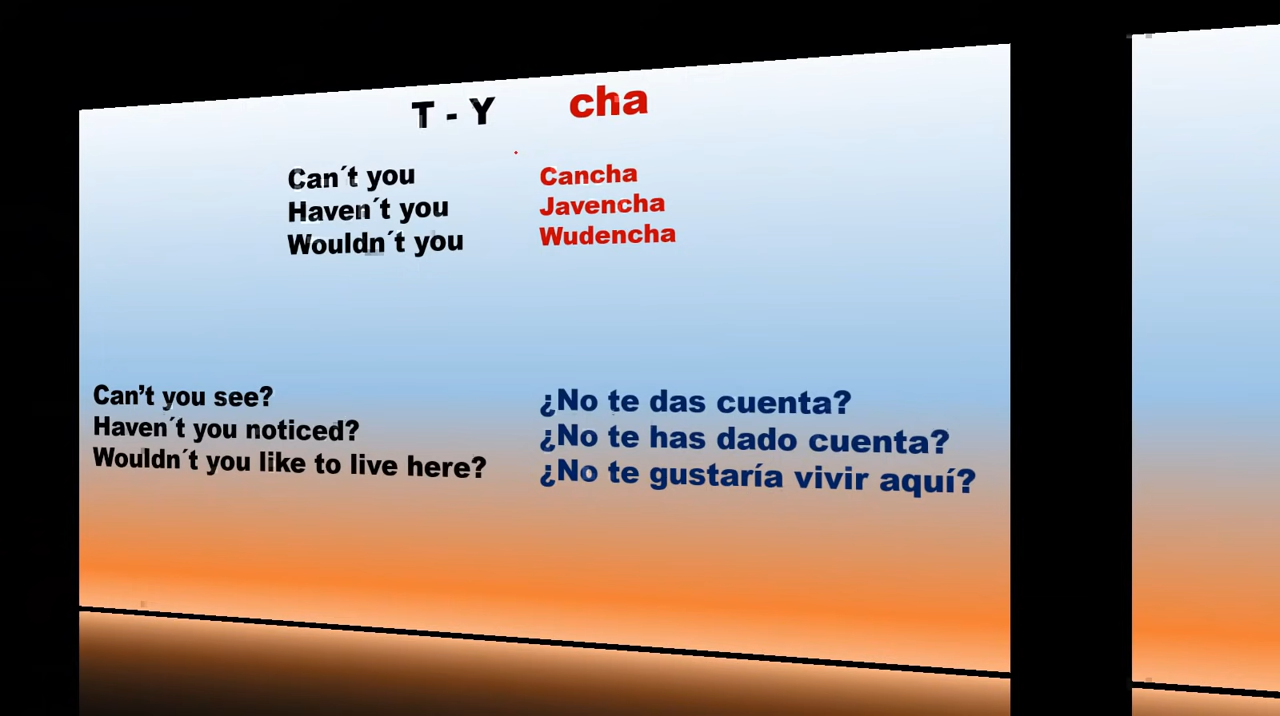 T - Y cha
Can´t you Cancha
Haven´t you Javencha
Wouldn´t you Wudencha
Can’t you see? ¿No te das cuenta?
Haven´t you noticed? ¿No te has dado cuenta?
Wouldn´t you like to live here? ¿No te gustaría vivir aquí?